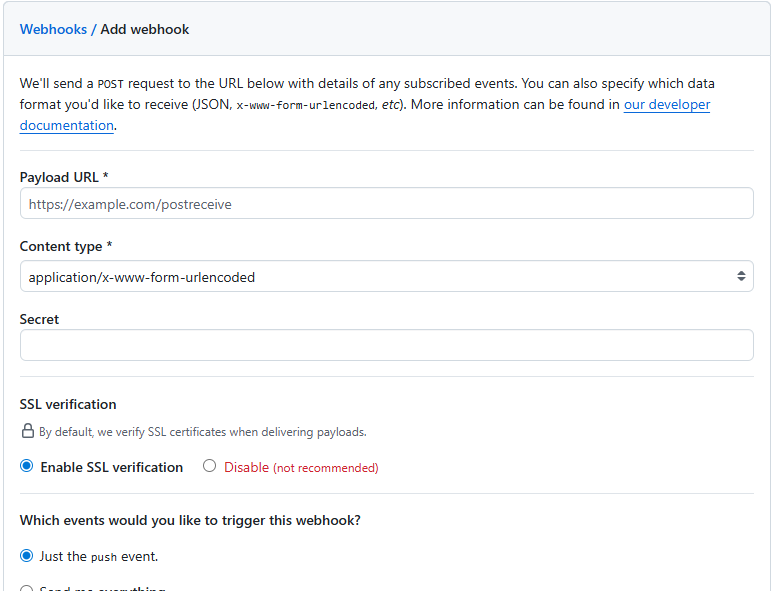 Webhooks / Add webhook
We'll send a POST request to the URL below with details of any subscribed events. You can also specify which data
format you'd like to receive (JSON, x-www-form-urlencoded, etc). More information can be found in our developer
documentation.
Payload URL *
https://example.com/postreceive
Content type *
application/x-www-form-urlencoded
Secret
SSL verification
By default, we verify SSL certificates when delivering payloads.
Enable SSL verification Disable (not recommended)
Which events would you like to trigger this webhook?
Just the push event.
Send me everything.